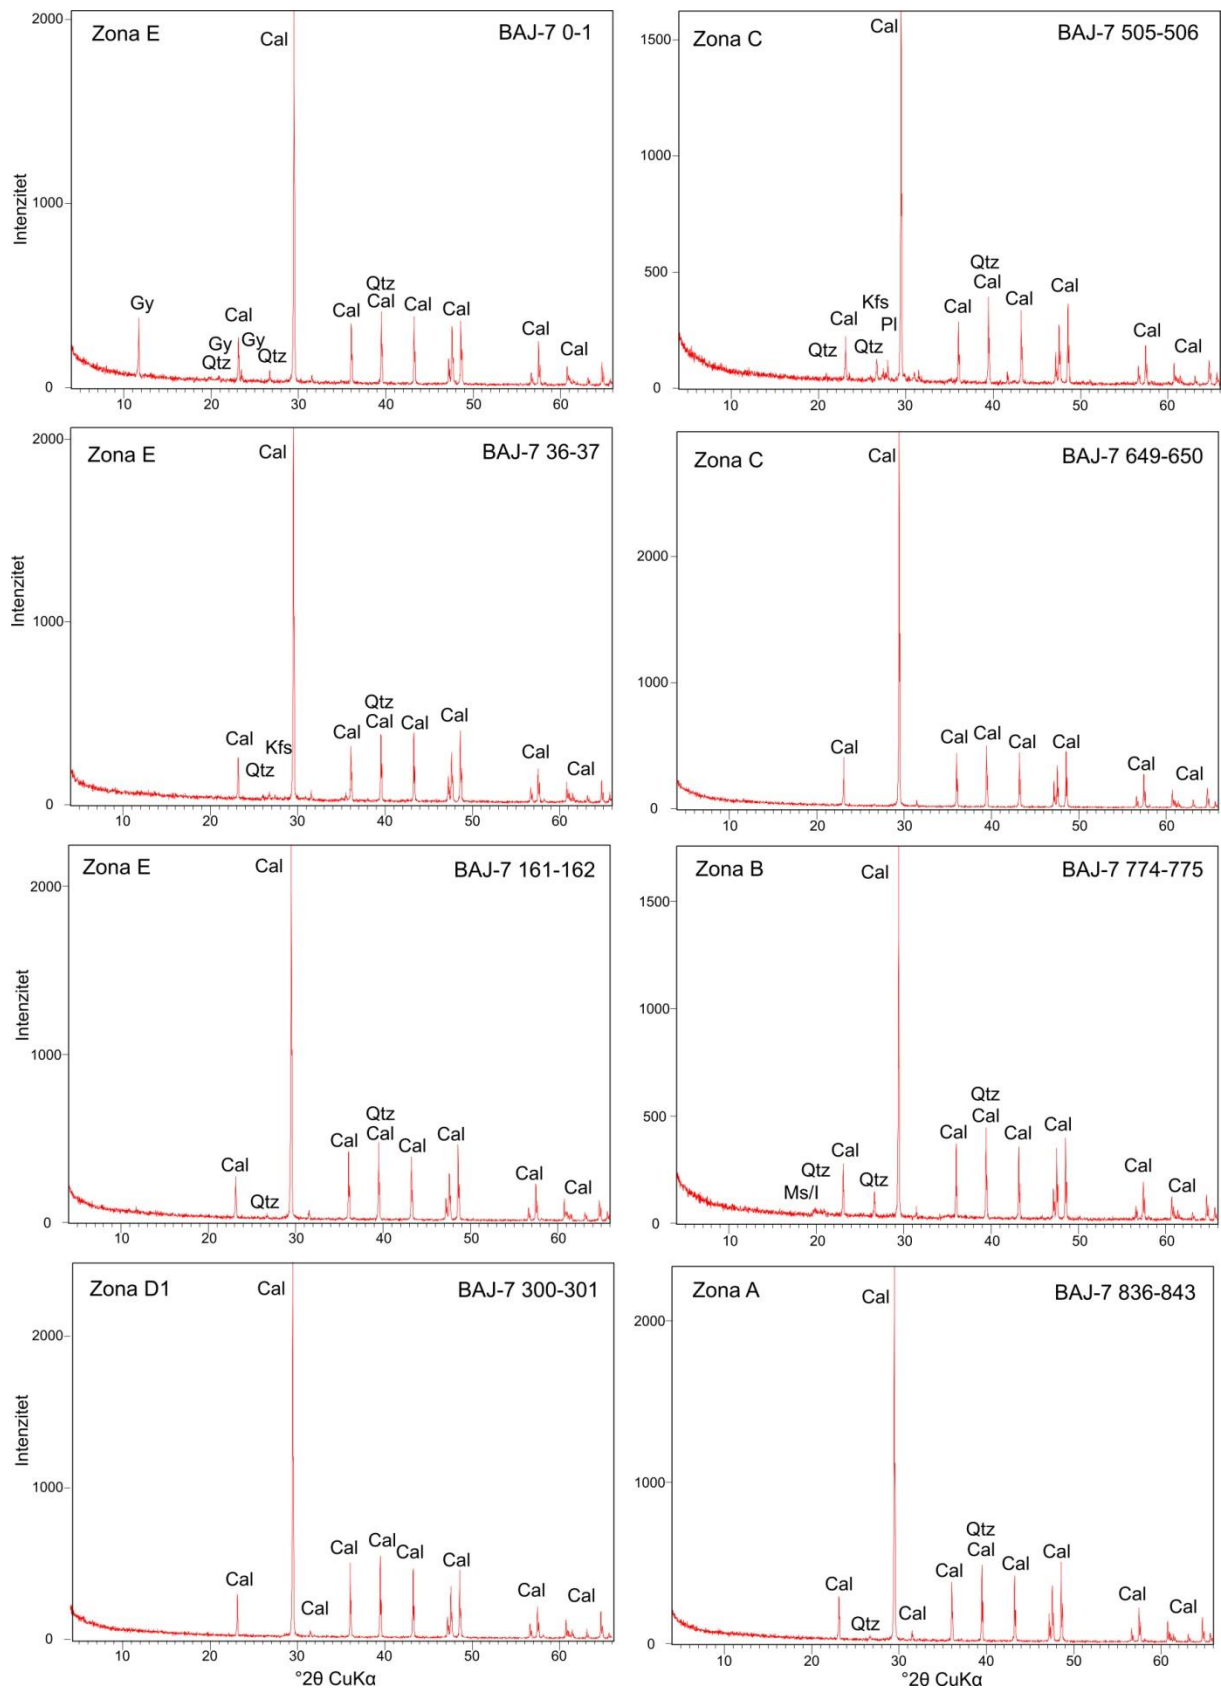 Zona E
BAJ-7 0-1
Intenzitet
2000
1000
0
Cal
Gy
Cal
Gy
Gy
Qtz
Qtz
Cal
Qtz
Cal
Cal
Cal
Cal
Cal
10 20 30 40 50 60
Zona C
BAJ-7 505-506
1500
1000
500
0
Cal
Qtz
Cal
Kfs
Qtz
Pl
Cal
Qtz
Cal
Cal
Cal
Cal
Cal
10 20 30 40 50 60
Zona E
BAJ-7 36-37
Intenzitet
2000
1000
0
Cal
Cal
Qtz
Kfs
Cal
Qtz
Cal
Cal
Cal
Cal
Cal
10 20 30 40 50 60
Zona C
BAJ-7 649-650
2000
1000
0
Cal
Cal
Cal
Cal
Cal
Cal
Cal
Cal
10 20 30 40 50 60
Zona E
BAJ-7 161-162
Intenzitet
2000
1000
0
Cal
Cal
Qtz
Cal
Qtz
Cal
Cal
Cal
Cal
Cal
10 20 30 40 50 60
Zona B
BAJ-7 774-775
1500
1000
500
0
Cal
Ms/I
Qtz
Cal
Qtz
Cal
Qtz
Cal
Cal
Cal
Cal
Cal
10 20 30 40 50 60
Zona D1
BAJ-7 300-301
Intenzitet
2000
1000
0
Cal
Cal
Cal
Cal
Cal
Cal
Cal
Cal
Cal
10 20 30 40 50 60
°2θ CuKα
Zona A
BAJ-7 836-843
2000
1000
0
Cal
Cal
Qtz
Cal
Cal
Qtz
Cal
Cal
Cal
Cal
Cal
10 20 30 40 50 60
°2θ CuKα